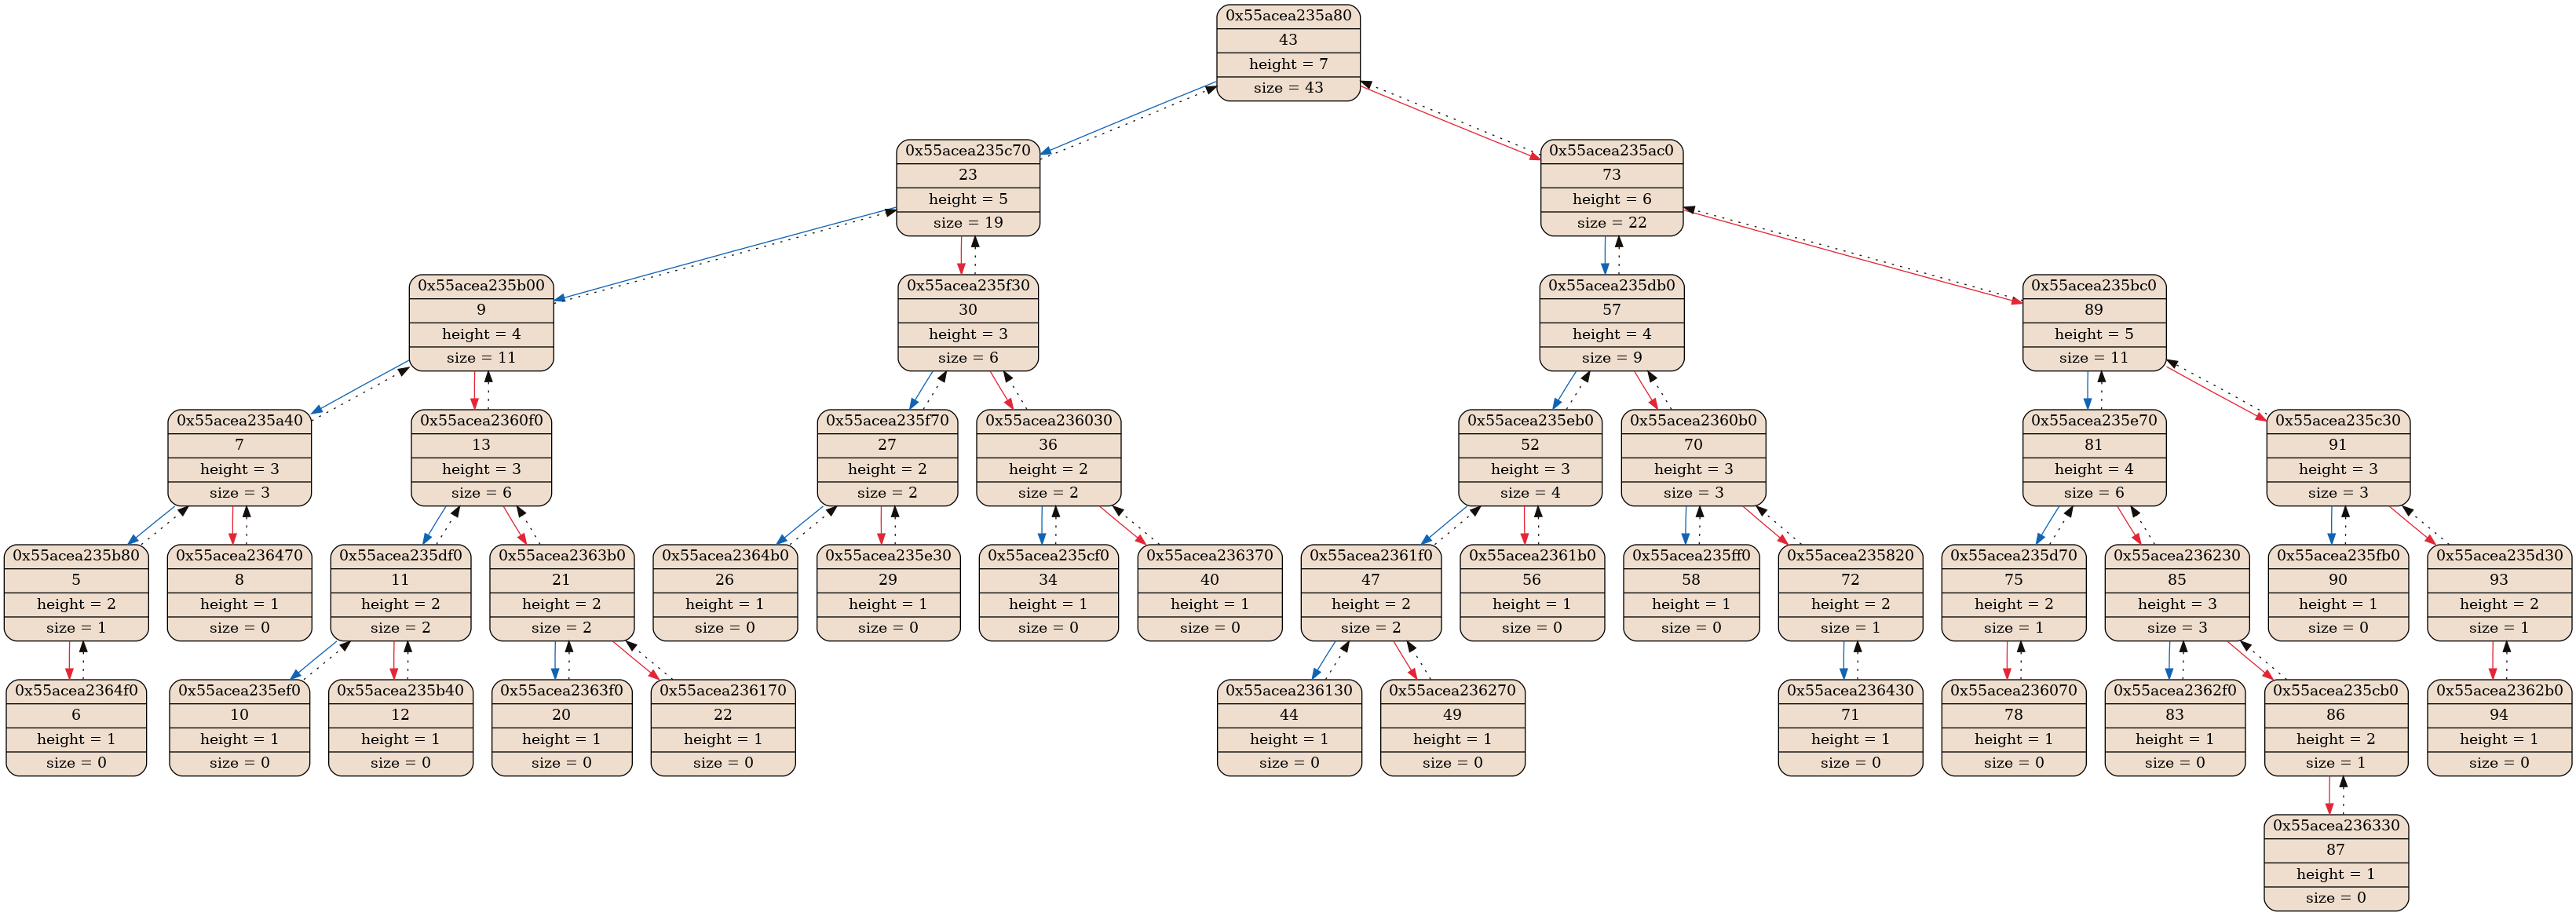 0x55acea235a80
43
height = 7
size = 43
0x55acea235c70
23
height = 5
size = 19
0x55acea235ac0
73
height = 6
size = 22
0x55acea235b00
9
height = 4
size = 11
0x55acea235f30
30
height = 3
size = 6
0x55acea235db0
57
height = 4
size = 9
0x55acea235bc0
89
height = 5
size = 11
0x55acea235a40
7
height = 3
size = 3
0x55acea2360f0
13
height = 3
size = 6
0x55acea235f70
27
height = 2
size = 2
0x55acea236030
36
height = 2
size = 2
0x55acea235eb0
52
height = 3
size = 4
0x55acea2360b0
70
height = 3
size = 3
0x55acea235e70
81
height = 4
size = 6
0x55acea235c30
91
height = 3
size = 3
0x55acea235b80
5
height = 2
size = 1
0x55acea236470
8
height = 1
size = 0
0x55acea235df0
11
height = 2
size = 2
0x55acea2363b0
21
height = 2
size = 2
0x55acea2364b0
26
height = 1
size = 0
0x55acea235e30
29
height = 1
size = 0
0x55acea235cf0
34
height = 1
size = 0
0x55acea236370
40
height = 1
size = 0
0x55acea2361f0
47
height = 2
size = 2
0x55acea2361b0
56
height = 1
size = 0
0x55acea235ff0
58
height = 1
size = 0
0x55acea235820
72
height = 2
size = 1
0x55acea235d70
75
height = 2
size = 1
0x55acea236230
85
height = 3
size = 3
0x55acea235fb0
90
height = 1
size = 0
0x55acea235d30
93
height = 2
size = 1
0x55acea2364f0
6
height = 1
size = 0
0x55acea235ef0
10
height = 1
size = 0
0x55acea235b40
12
height = 1
size = 0
0x55acea2363f0
20
height = 1
size = 0
0x55acea236170
22
height = 1
size = 0
0x55acea236130
44
height = 1
size = 0
0x55acea236270
49
height = 1
size = 0
0x55acea236430
71
height = 1
size = 0
0x55acea236070
78
height = 1
size = 0
0x55acea2362f0
83
height = 1
size = 0
0x55acea235cb0
86
height = 2
size = 1
0x55acea2362b0
94
height = 1
size = 0
0x55acea236330
87
height = 1
size = 0